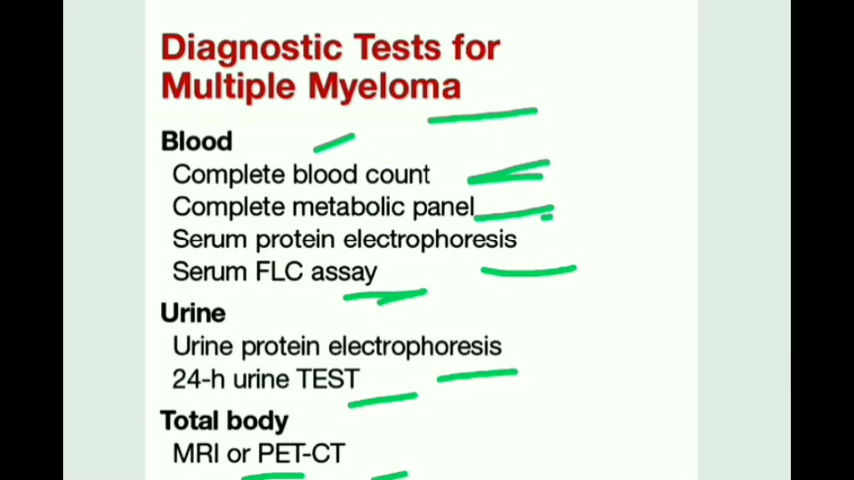 Diagnostic Tests for
Multiple Myeloma
Blood
Complete blood count
Complete metabolic panel
Serum protein electrophoresis
Serum FLC assay
Urine
Urine protein electrophoresis
24-h urine TEST
Total body
MRI or PET-CT